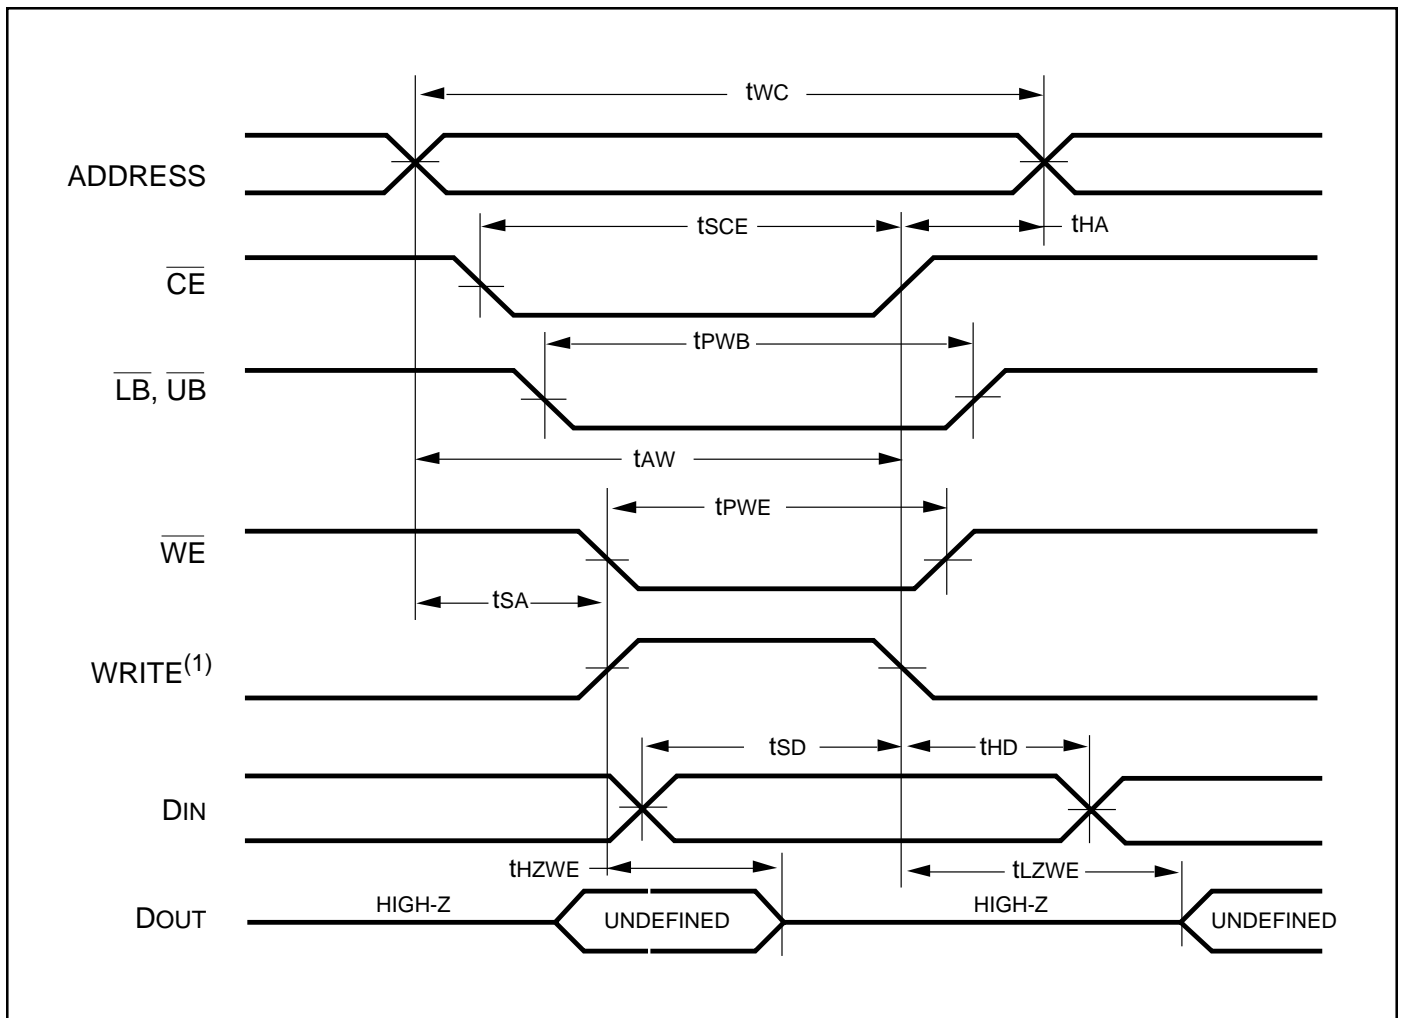 tWC
ADDRESS
tSCE
tHA
CE
tPWB
LB, UB
tAW
tPWE
WE
tSA
WRITE(1)
tSD
tHD
DIN
tHZWE
tLZWE
HIGH-Z
HIGH-Z
DOUT
UNDEFINED
UNDEFINED